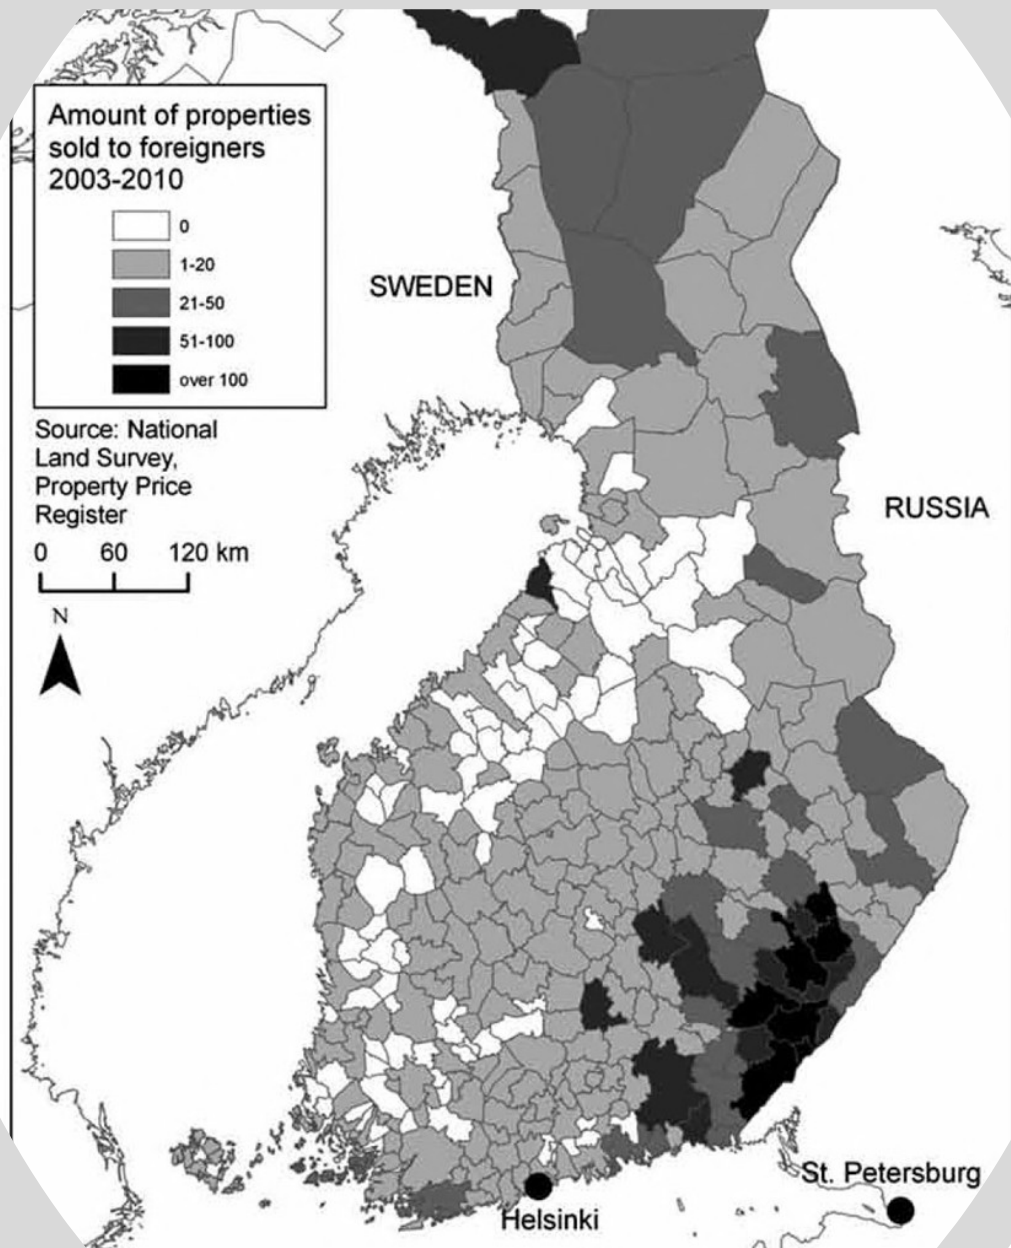 Amount of properties
sold to foreigners
2003-2010
0
1-20
21-50
51-100
over 100
Source: National
Land Survey,
Property Price
Register
0 60 120 km
N
SWEDEN
RUSSIA
St. Petersburg
Helsinki